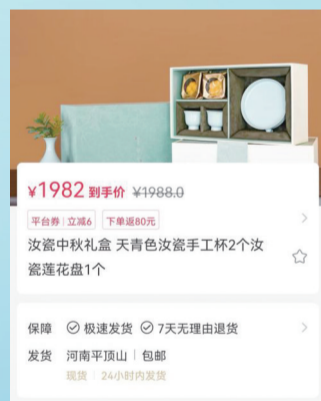 ¥1982 到手价 ¥1988.0
平台券 立减6 下单返80元
汝瓷中秋礼盒 天青色汝瓷手工杯2个汝
瓷莲花盘1个
保障 极速发货 7天无理由退货
发货 河南平顶山 包邮
现货 24小时内发货